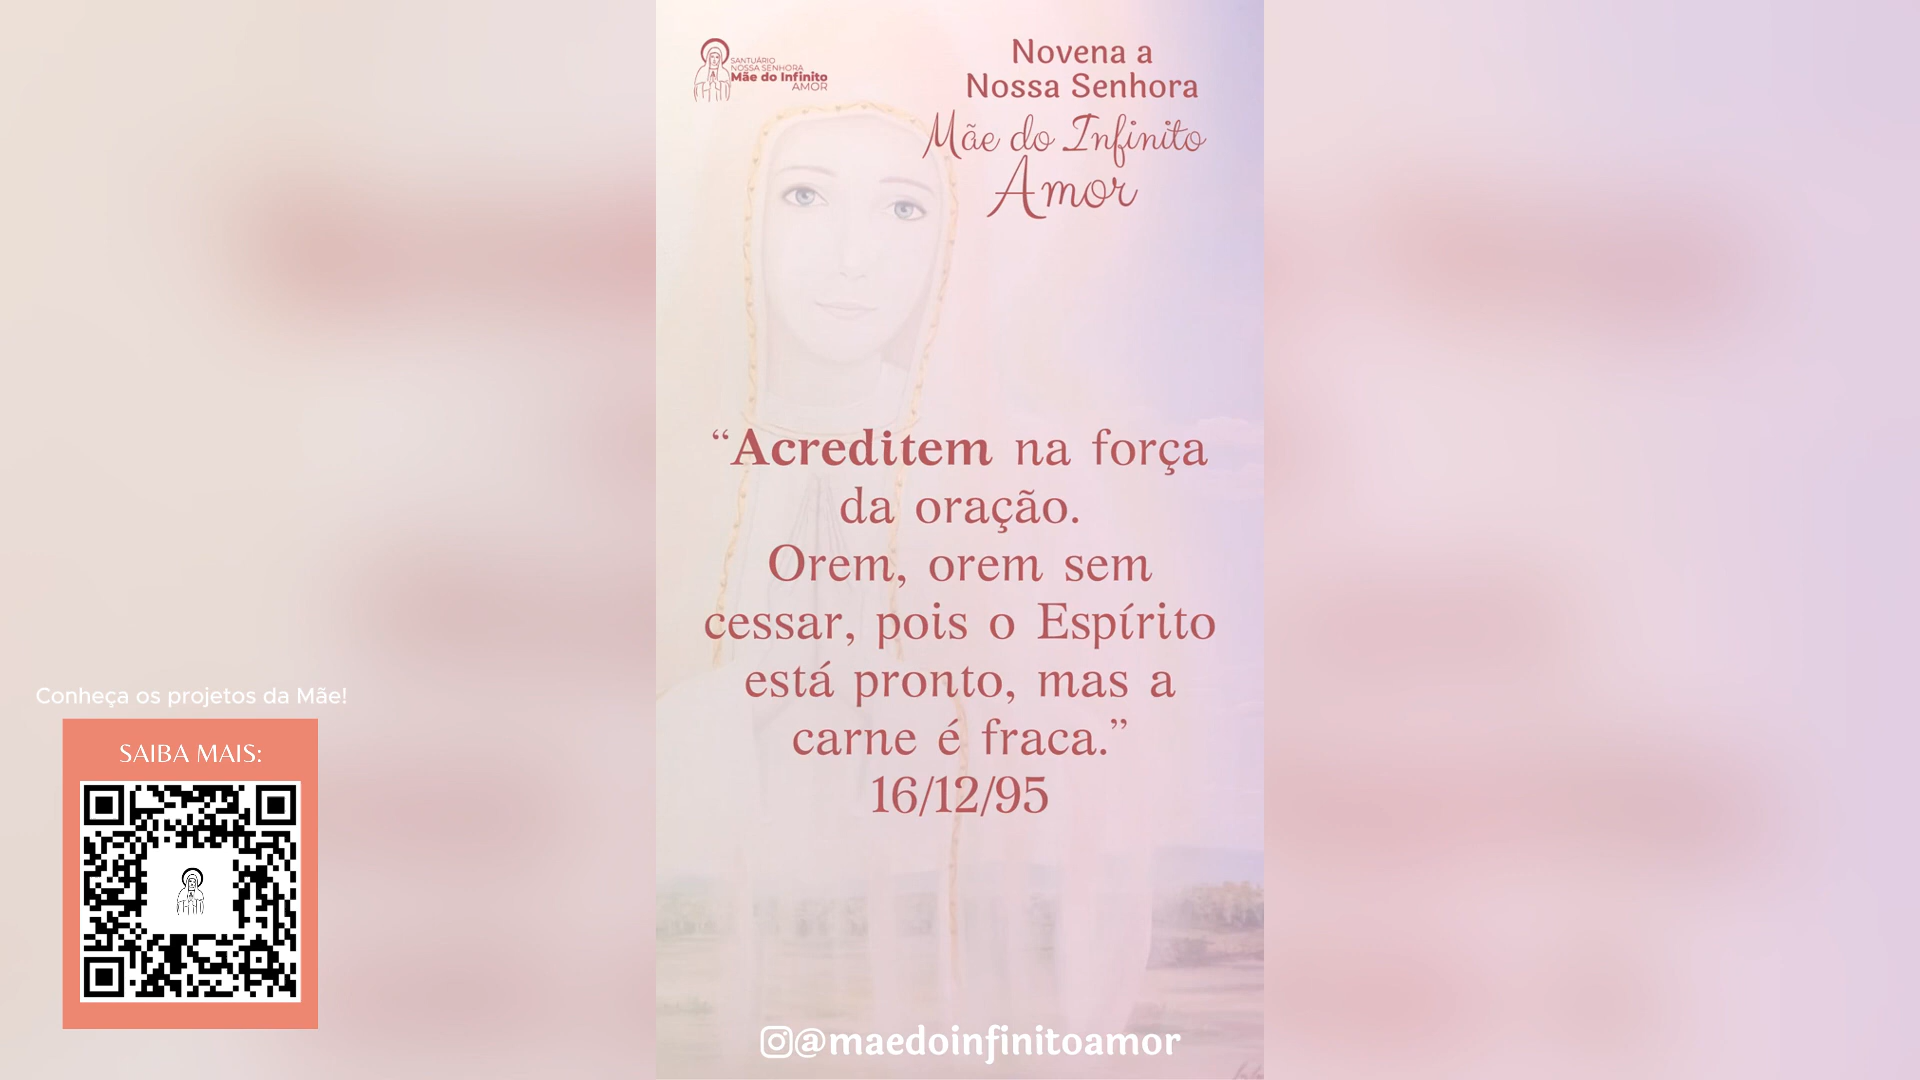 SANTUÁRIO
NOSSA SENHORA
Mãe do Infinito
AMOR
Novena a
Nossa Senhora
Mãe do Infinito
Amor
“Acreditem na força
da oração.
Orem, orem sem
cessar, pois o Espírito
está pronto, mas a
carne é fraca.”
16/12/95
Conheça os projetos da Mãe!
SAIBA MAIS:
@maedoinfinitoamor